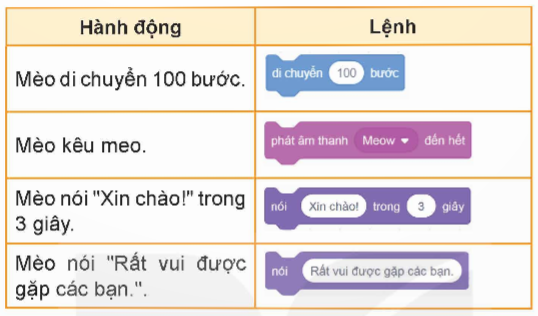 Hành động Lệnh
Mèo di chuyển 100 bước. di chuyển 100 bước
Mèo kêu meo. phát âm thanh Meow đến hết
Mèo nói "Xin chào!" trong
3 giây.
nói Xin chào! trong 3 giây
Mèo nói "Rất vui được
gặp các bạn.".
nói Rất vui được gặp các bạn.